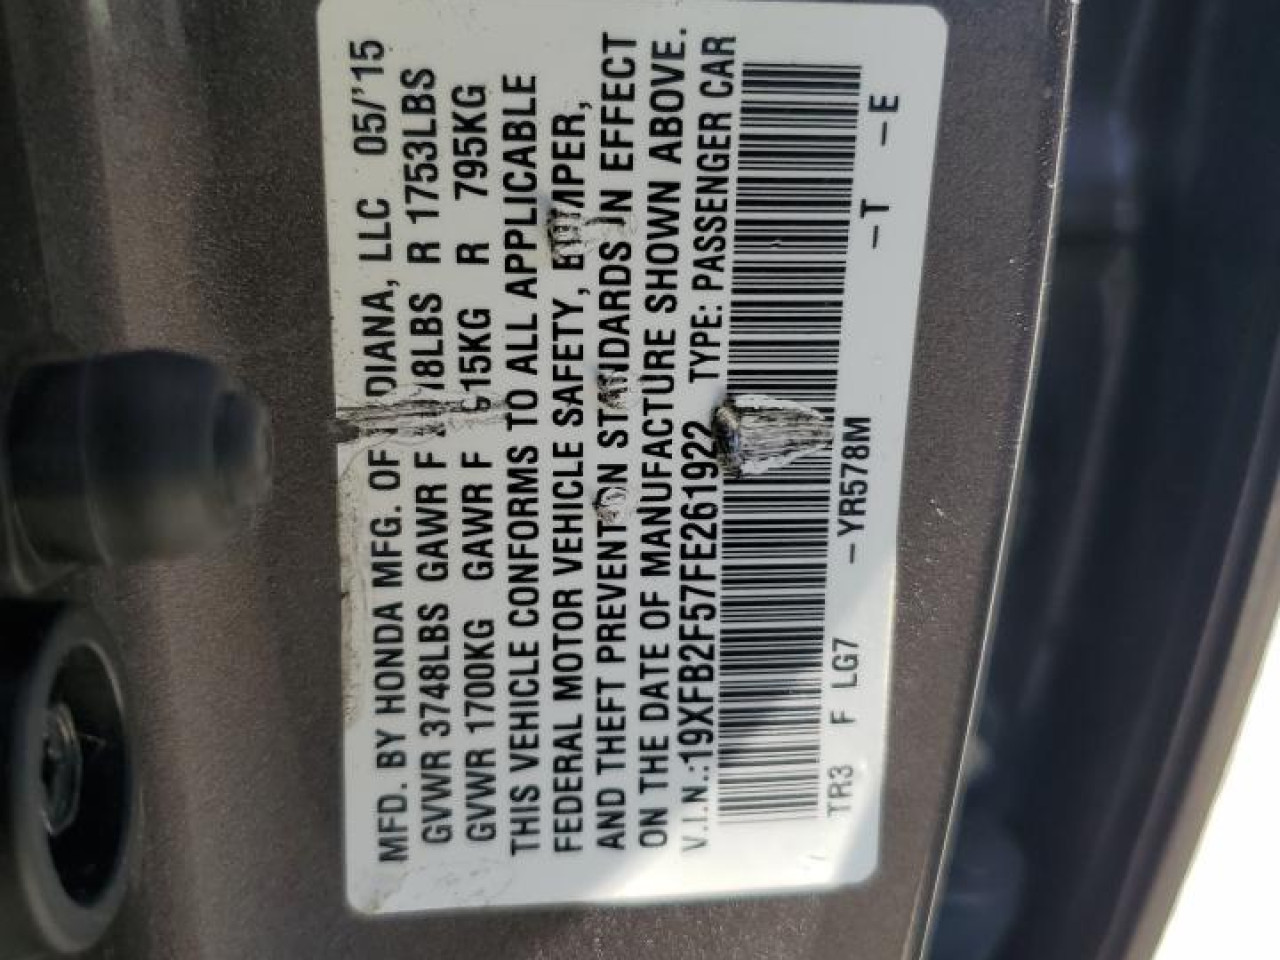 MFD. BY HONDA MFG. OF DIANA, LLC 05/'15
GVWR 3748LBS GAWR F 18LBS R 1753LBS
GVWR 1700KG GAWR F 915KG R 795KG
THIS VEHICLE CONFORMS TO ALL APPLICABLE
FEDERAL MOTOR VEHICLE SAFETY, BUMPER,
AND THEFT PREVENTION STANDARDS IN EFFECT
ON THE DATE OF MANUFACTURE SHOWN ABOVE.
V.I.N.:19XFB2F57FE261922 TYPE: PASSENGER CAR
TR3 F LG7 –YR578M –T –E